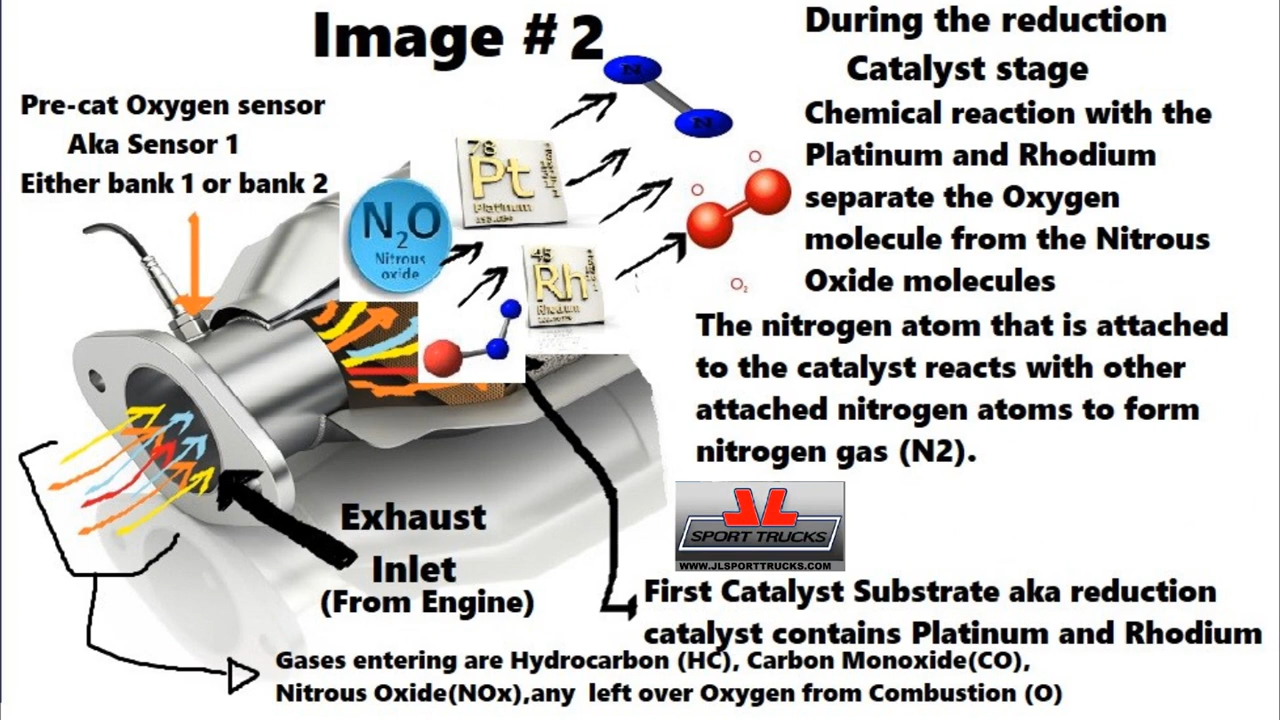 Image # 2
During the reduction
Catalyst stage
Chemical reaction with the
Platinum and Rhodium
separate the Oxygen
molecule from the Nitrous
Oxide molecules
Pre-cat Oxygen sensor
Aka Sensor 1
Either bank 1 or bank 2
N
N
78
Pt
Platinum
N₂O
Nitrous
oxide
45
Rh
O₂
The nitrogen atom that is attached
to the catalyst reacts with other
attached nitrogen atoms to form
nitrogen gas (N2).
JL
SPORT TRUCKS
WWW.JLSPORTTRUCKS.COM
Exhaust
Inlet
(From Engine)
First Catalyst Substrate aka reduction
catalyst contains Platinum and Rhodium
Gases entering are Hydrocarbon (HC), Carbon Monoxide(CO),
Nitrous Oxide(NOx),any left over Oxygen from Combustion (O)